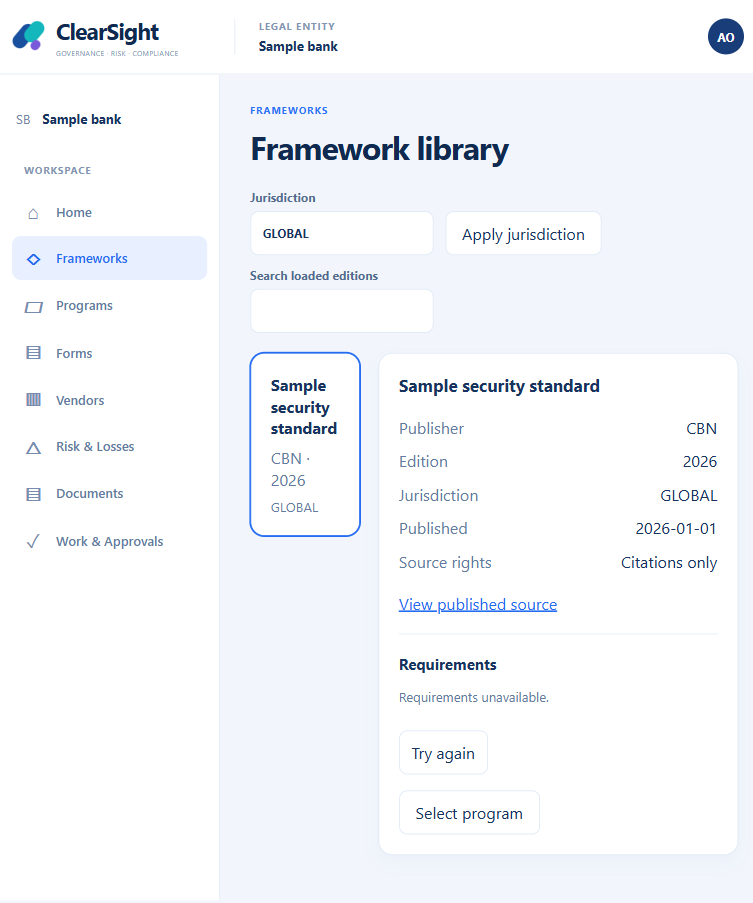 ClearSight
GOVERNANCE · RISK · COMPLIANCE
LEGAL ENTITY
Sample bank
AO
SB Sample bank
WORKSPACE
Home
Frameworks
Programs
Forms
Vendors
Risk & Losses
Documents
Work & Approvals
FRAMEWORKS
Framework library
Jurisdiction
GLOBAL
Apply jurisdiction
Search loaded editions
Sample
security
standard
CBN ·
2026
GLOBAL
Sample security standard
Publisher CBN
Edition 2026
Jurisdiction GLOBAL
Published 2026-01-01
Source rights Citations only
View published source
Requirements
Requirements unavailable.
Try again
Select program